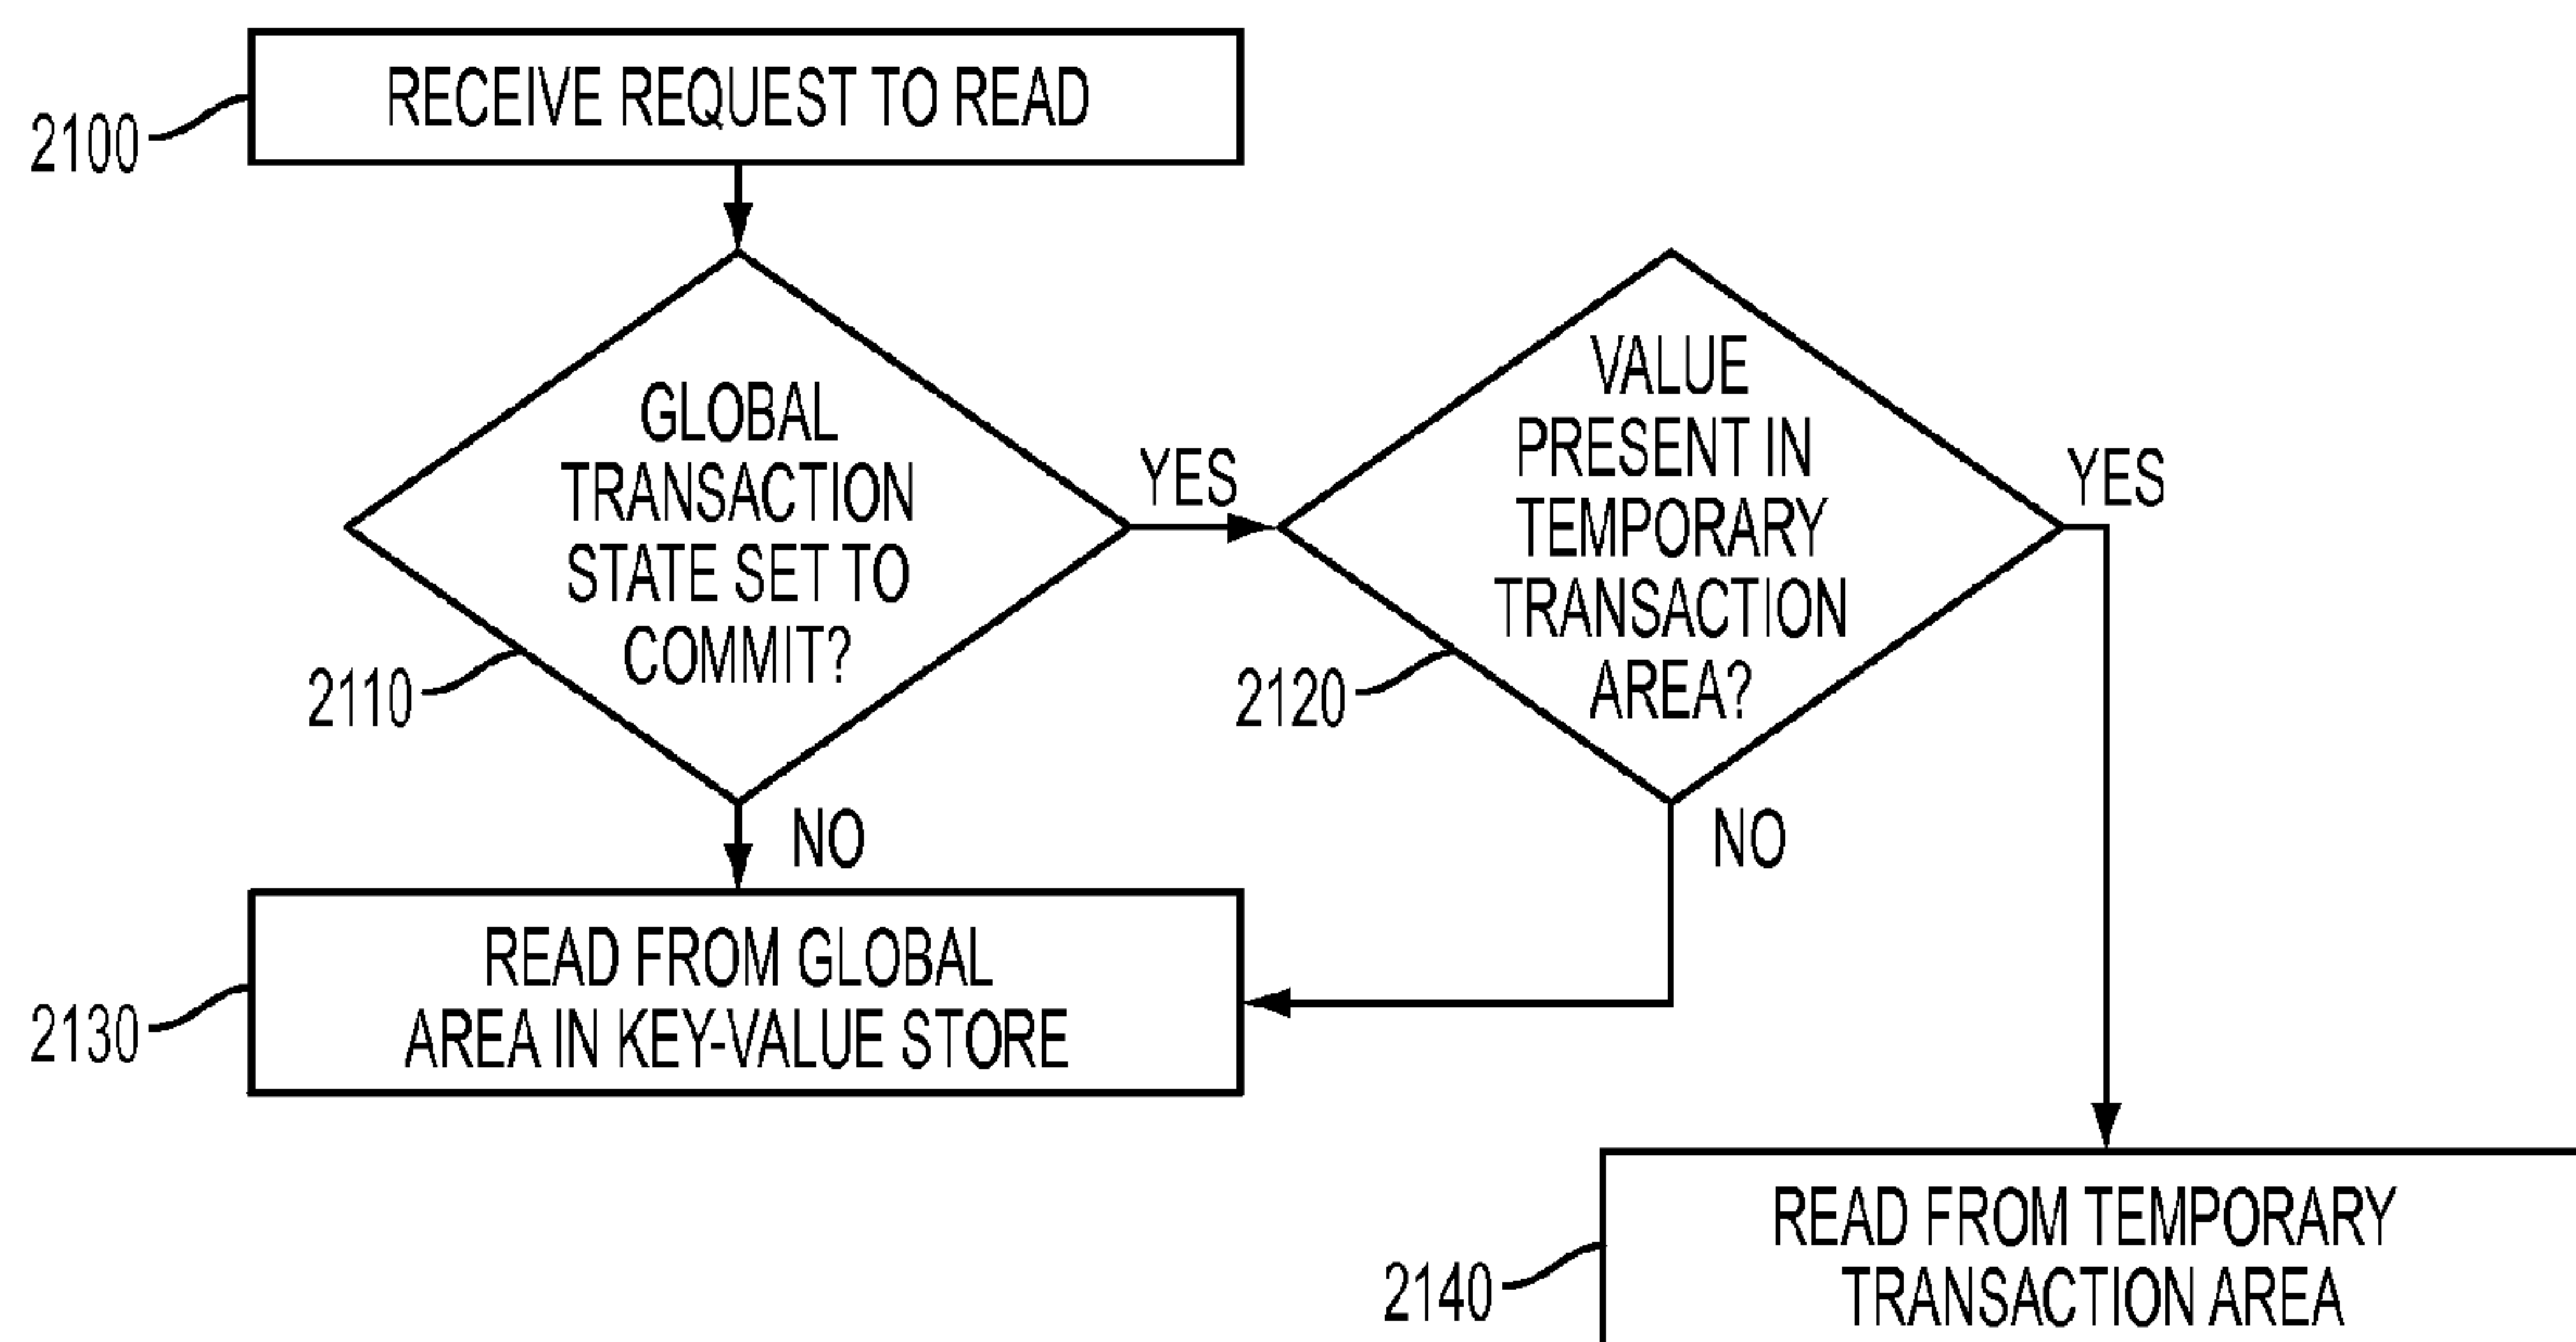 RECEIVE REQUEST TO READ
2100
GLOBAL
TRANSACTION
STATE SET TO
COMMIT?
2110
YES
NO
VALUE
PRESENT IN
TEMPORARY
TRANSACTION
AREA?
2120
YES
NO
READ FROM GLOBAL
AREA IN KEY-VALUE STORE
2130
READ FROM TEMPORARY
TRANSACTION AREA
2140